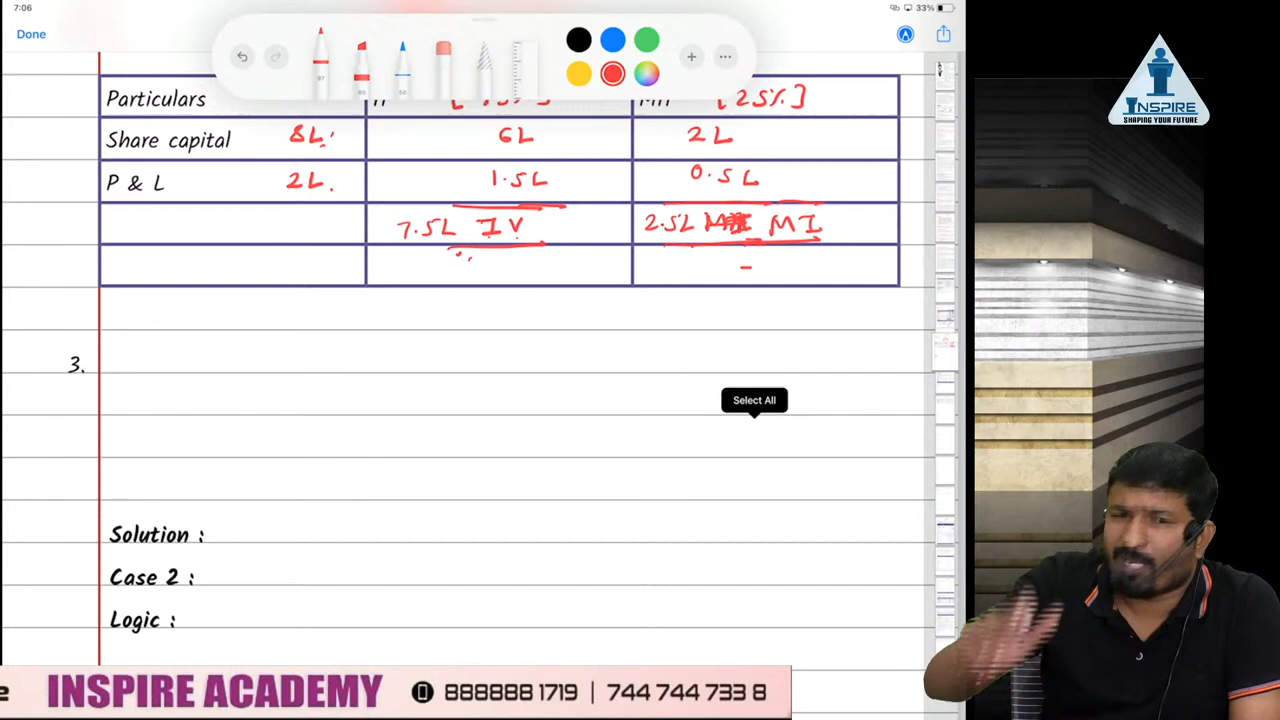 7:06
33%
Done
Particulars [25%]
Share capital 8L 6L 2L
P & L 2L. 1.5L 0.5L
7.5L IV 2.5L MI
3.
Select All
Solution :
Case 2 :
Logic :
INSPIRE
SHAPING YOUR FUTURE
INSPIRE ACADEMY 888888 1719 | 744 744 733 8